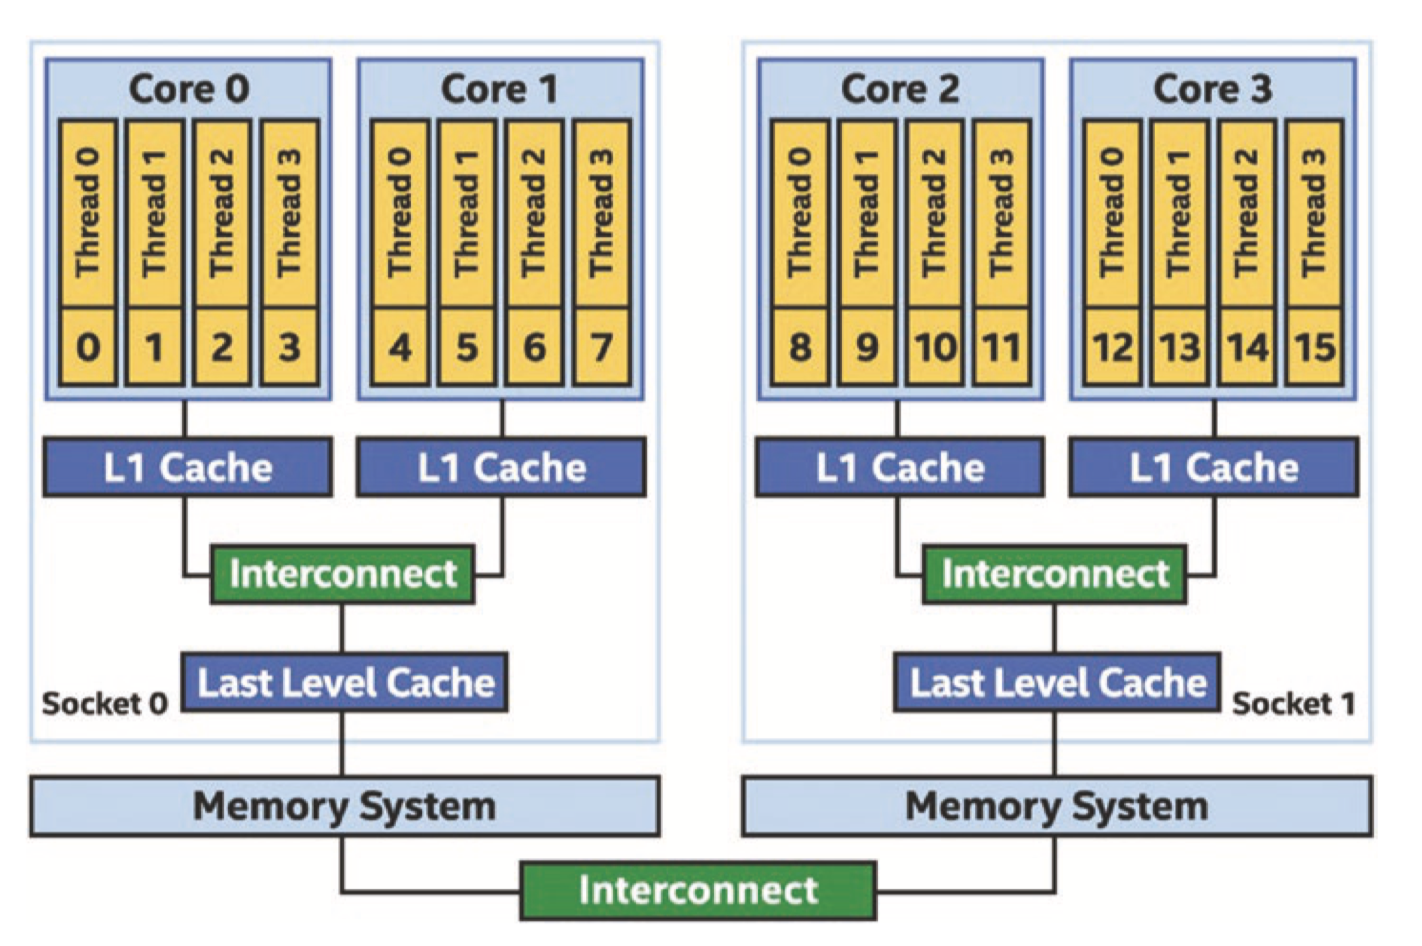 Core 0
Core 1
Core 2
Core 3
Thread 0
Thread 1
Thread 2
Thread 3
Thread 0
Thread 1
Thread 2
Thread 3
Thread 0
Thread 1
Thread 2
Thread 3
Thread 0
Thread 1
Thread 2
Thread 3
0 1 2 3
4 5 6 7
8 9 10 11
12 13 14 15
L1 Cache
L1 Cache
L1 Cache
L1 Cache
Interconnect
Interconnect
Last Level Cache
Last Level Cache
Socket 0
Socket 1
Memory System
Memory System
Interconnect